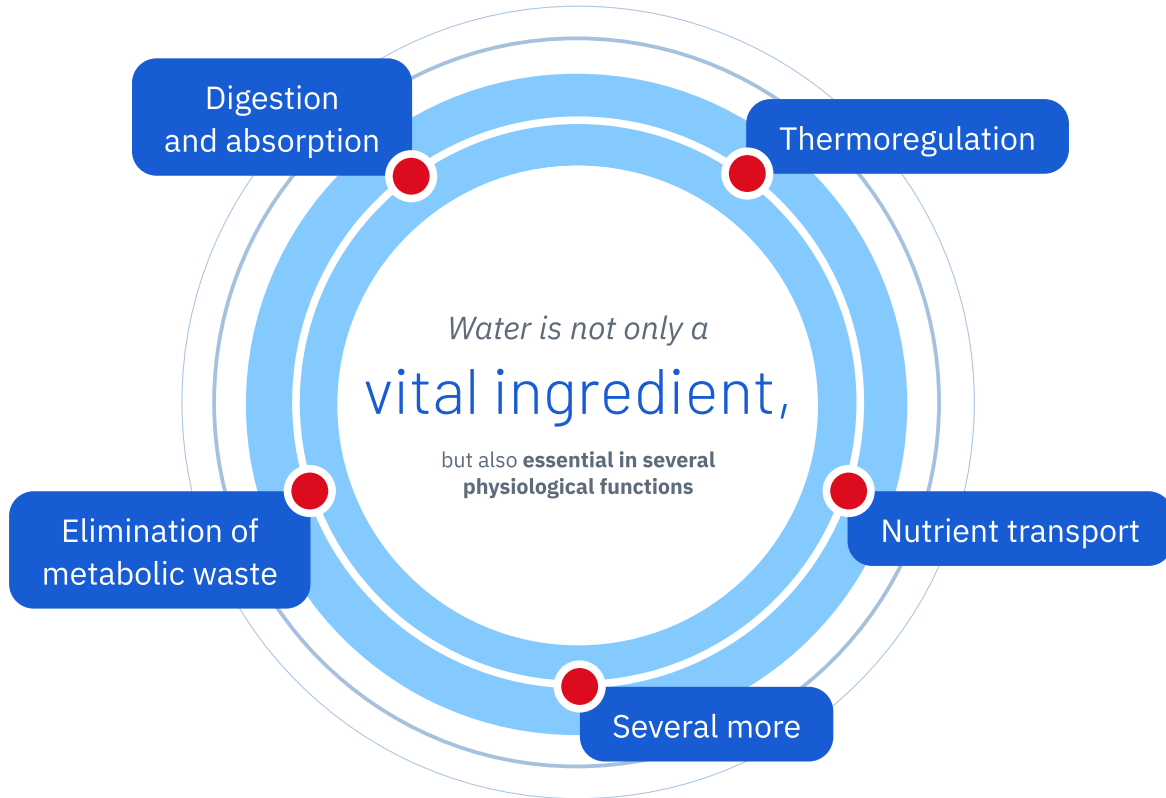 Digestion
and absorption
Thermoregulation
Water is not only a
vital ingredient,
but also essential in several
physiological functions
Elimination of
metabolic waste
Nutrient transport
Several more